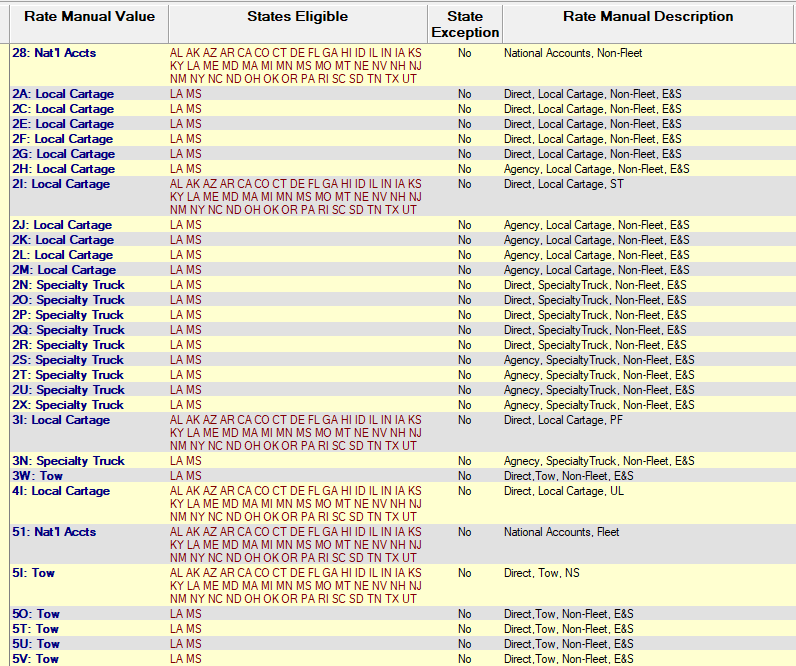 Rate Manual Value States Eligible State Exception Rate Manual Description
28: Nat'l Accts AL AK AZ AR CA CO CT DE FL GA HI ID IL IN IA KS No National Accounts, Non-Fleet
KY LA ME MD MA MI MN MS MO MT NE NV NH NJ
NM NY NC ND OH OK OR PA RI SC SD TN TX UT
2A: Local Cartage LA MS No Direct, Local Cartage, Non-Fleet, E&S
2C: Local Cartage LA MS No Direct, Local Cartage, Non-Fleet, E&S
2E: Local Cartage LA MS No Direct, Local Cartage, Non-Fleet, E&S
2F: Local Cartage LA MS No Direct, Local Cartage, Non-Fleet, E&S
2G: Local Cartage LA MS No Direct, Local Cartage, Non-Fleet, E&S
2H: Local Cartage LA MS No Agency, Local Cartage, Non-Fleet, E&S
2I: Local Cartage AL AK AZ AR CA CO CT DE FL GA HI ID IL IN IA KS No Direct, Local Cartage, ST
KY LA ME MD MA MI MN MS MO MT NE NV NH NJ
NM NY NC ND OH OK OR PA RI SC SD TN TX UT
2J: Local Cartage LA MS No Agency, Local Cartage, Non-Fleet, E&S
2K: Local Cartage LA MS No Agency, Local Cartage, Non-Fleet, E&S
2L: Local Cartage LA MS No Agency, Local Cartage, Non-Fleet, E&S
2M: Local Cartage LA MS No Agency, Local Cartage, Non-Fleet, E&S
2N: Specialty Truck LA MS No Direct, SpecialtyTruck, Non-Fleet, E&S
2O: Specialty Truck LA MS No Direct, SpecialtyTruck, Non-Fleet, E&S
2P: Specialty Truck LA MS No Direct, SpecialtyTruck, Non-Fleet, E&S
2Q: Specialty Truck LA MS No Direct, SpecialtyTruck, Non-Fleet, E&S
2R: Specialty Truck LA MS No Direct, SpecialtyTruck, Non-Fleet, E&S
2S: Specialty Truck LA MS No Agency, SpecialtyTruck, Non-Fleet, E&S
2T: Specialty Truck LA MS No Agnecy, SpecialtyTruck, Non-Fleet, E&S
2U: Specialty Truck LA MS No Agnecy, SpecialtyTruck, Non-Fleet, E&S
2X: Specialty Truck LA MS No Agnecy, SpecialtyTruck, Non-Fleet, E&S
3I: Local Cartage AL AK AZ AR CA CO CT DE FL GA HI ID IL IN IA KS No Direct, Local Cartage, PF
KY LA ME MD MA MI MN MS MO MT NE NV NH NJ
NM NY NC ND OH OK OR PA RI SC SD TN TX UT
3N: Specialty Truck LA MS No Agnecy, SpecialtyTruck, Non-Fleet, E&S
3W: Tow LA MS No Direct,Tow, Non-Fleet, E&S
4I: Local Cartage AL AK AZ AR CA CO CT DE FL GA HI ID IL IN IA KS No Direct, Local Cartage, UL
KY LA ME MD MA MI MN MS MO MT NE NV NH NJ
NM NY NC ND OH OK OR PA RI SC SD TN TX UT
51: Nat'l Accts AL AK AZ AR CA CO CT DE FL GA HI ID IL IN IA KS No National Accounts, Fleet
KY LA ME MD MA MI MN MS MO MT NE NV NH NJ
NM NY NC ND OH OK OR PA RI SC SD TN TX UT
5I: Tow AL AK AZ AR CA CO CT DE FL GA HI ID IL IN IA KS No Direct, Tow, NS
KY LA ME MD MA MI MN MS MO MT NE NV NH NJ
NM NY NC ND OH OK OR PA RI SC SD TN TX UT
5O: Tow LA MS No Direct,Tow, Non-Fleet, E&S
5T: Tow LA MS No Direct,Tow, Non-Fleet, E&S
5U: Tow LA MS No Direct,Tow, Non-Fleet, E&S
5V: Tow LA MS No Direct,Tow, Non-Fleet, E&S